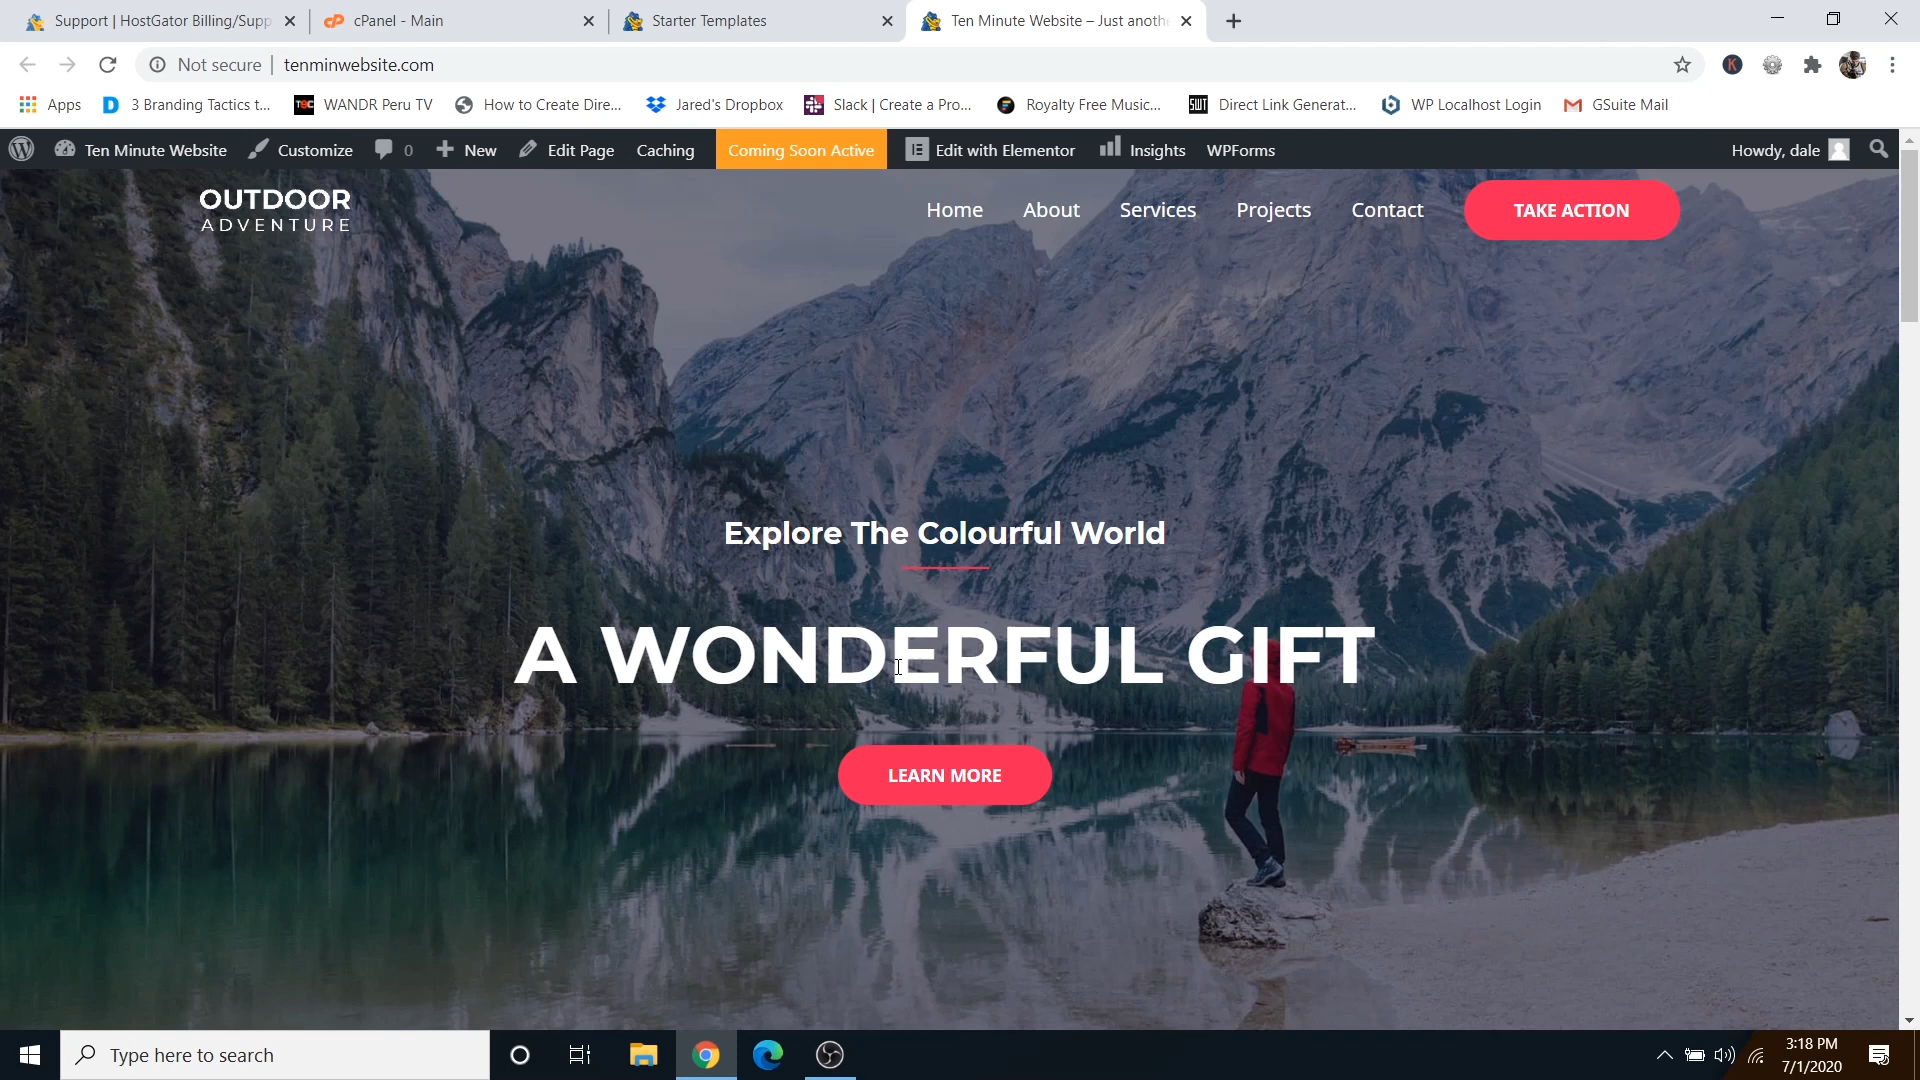 Support | HostGator Billing/Supp
cPanel - Main
Starter Templates
Ten Minute Website – Just anoth
Not secure
tenminwebsite.com
Apps
3 Branding Tactics t...
WANDR Peru TV
How to Create Dire...
Jared's Dropbox
Slack | Create a Pro...
Royalty Free Music...
Direct Link Generat...
WP Localhost Login
GSuite Mail
Ten Minute Website
Customize
0
New
Edit Page
Caching
Coming Soon Active
Edit with Elementor
Insights
WPForms
Howdy, dale
OUTDOOR
ADVENTURE
Home
About
Services
Projects
Contact
TAKE ACTION
Explore The Colourful World
A WONDERFUL GIFT
LEARN MORE
Type here to search
3:18 PM
7/1/2020